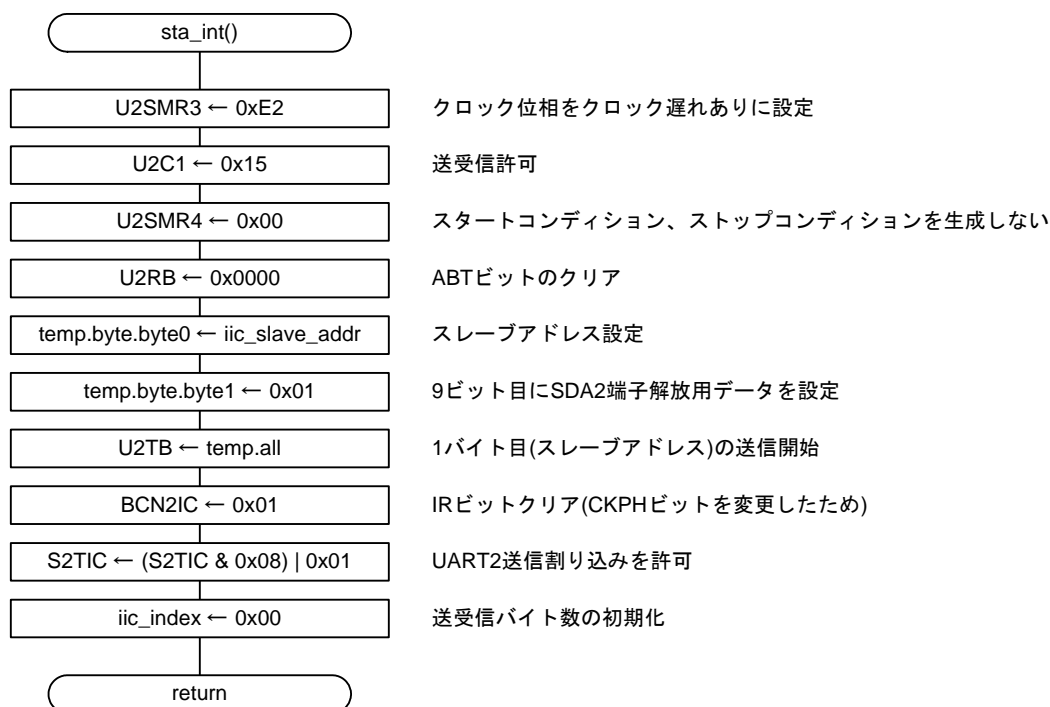 sta_int()
U2SMR3 ← 0xE2 クロック位相をクロック遅れありに設定
U2C1 ← 0x15 送受信許可
U2SMR4 ← 0x00 スタートコンディション、ストップコンディションを生成しない
U2RB ← 0x0000 ABTビットのクリア
temp.byte.byte0 ← iic_slave_addr スレーブアドレス設定
temp.byte.byte1 ← 0x01 9ビット目にSDA2端子解放用データを設定
U2TB ← temp.all 1バイト目(スレーブアドレス)の送信開始
BCN2IC ← 0x01 IRビットクリア(CKPHビットを変更したため)
S2TIC ← (S2TIC & 0x08) | 0x01 UART2送信割り込みを許可
iic_index ← 0x00 送受信バイト数の初期化
return